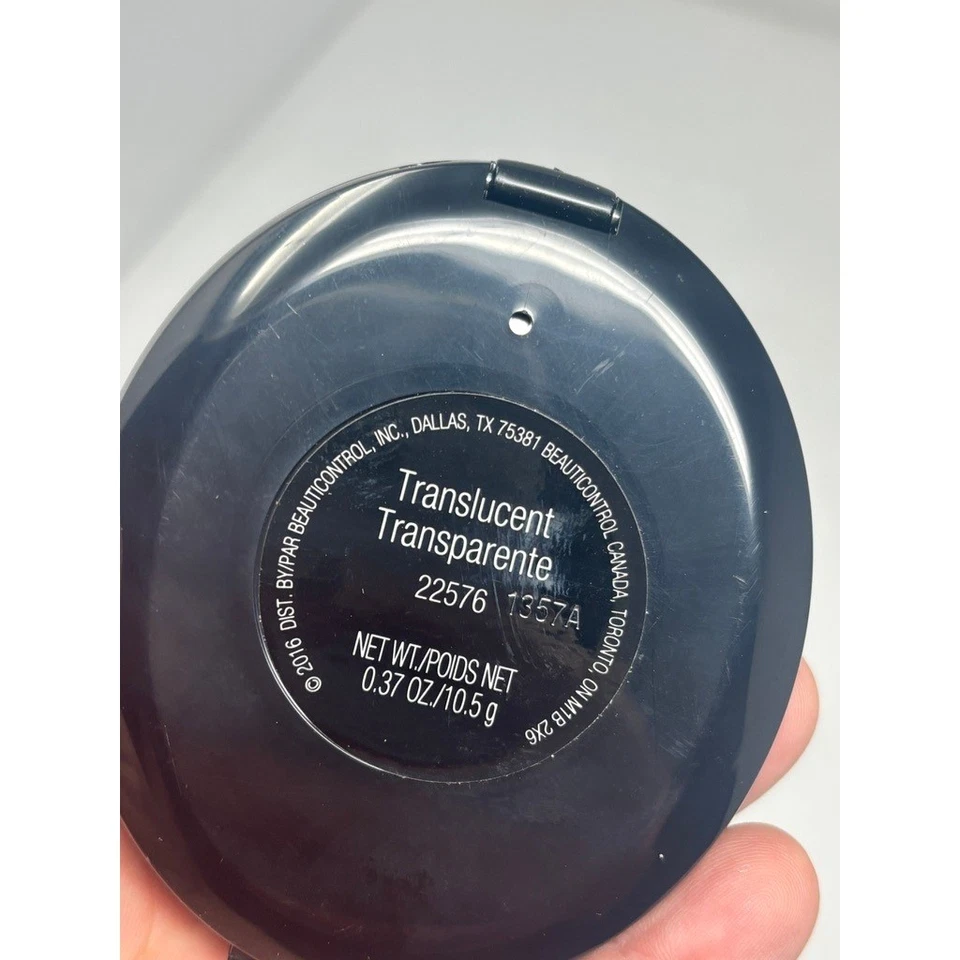 © 2016 DIST. BY/PAR BEAUTICONTROL, INC., DALLAS, TX 75381 BEAUTICONTROL CANADA, TORONTO, ON M1B 2X6
Translucent
Transparente
22576 1357A
NET WT./POIDS NET
0.37 OZ./10.5 g